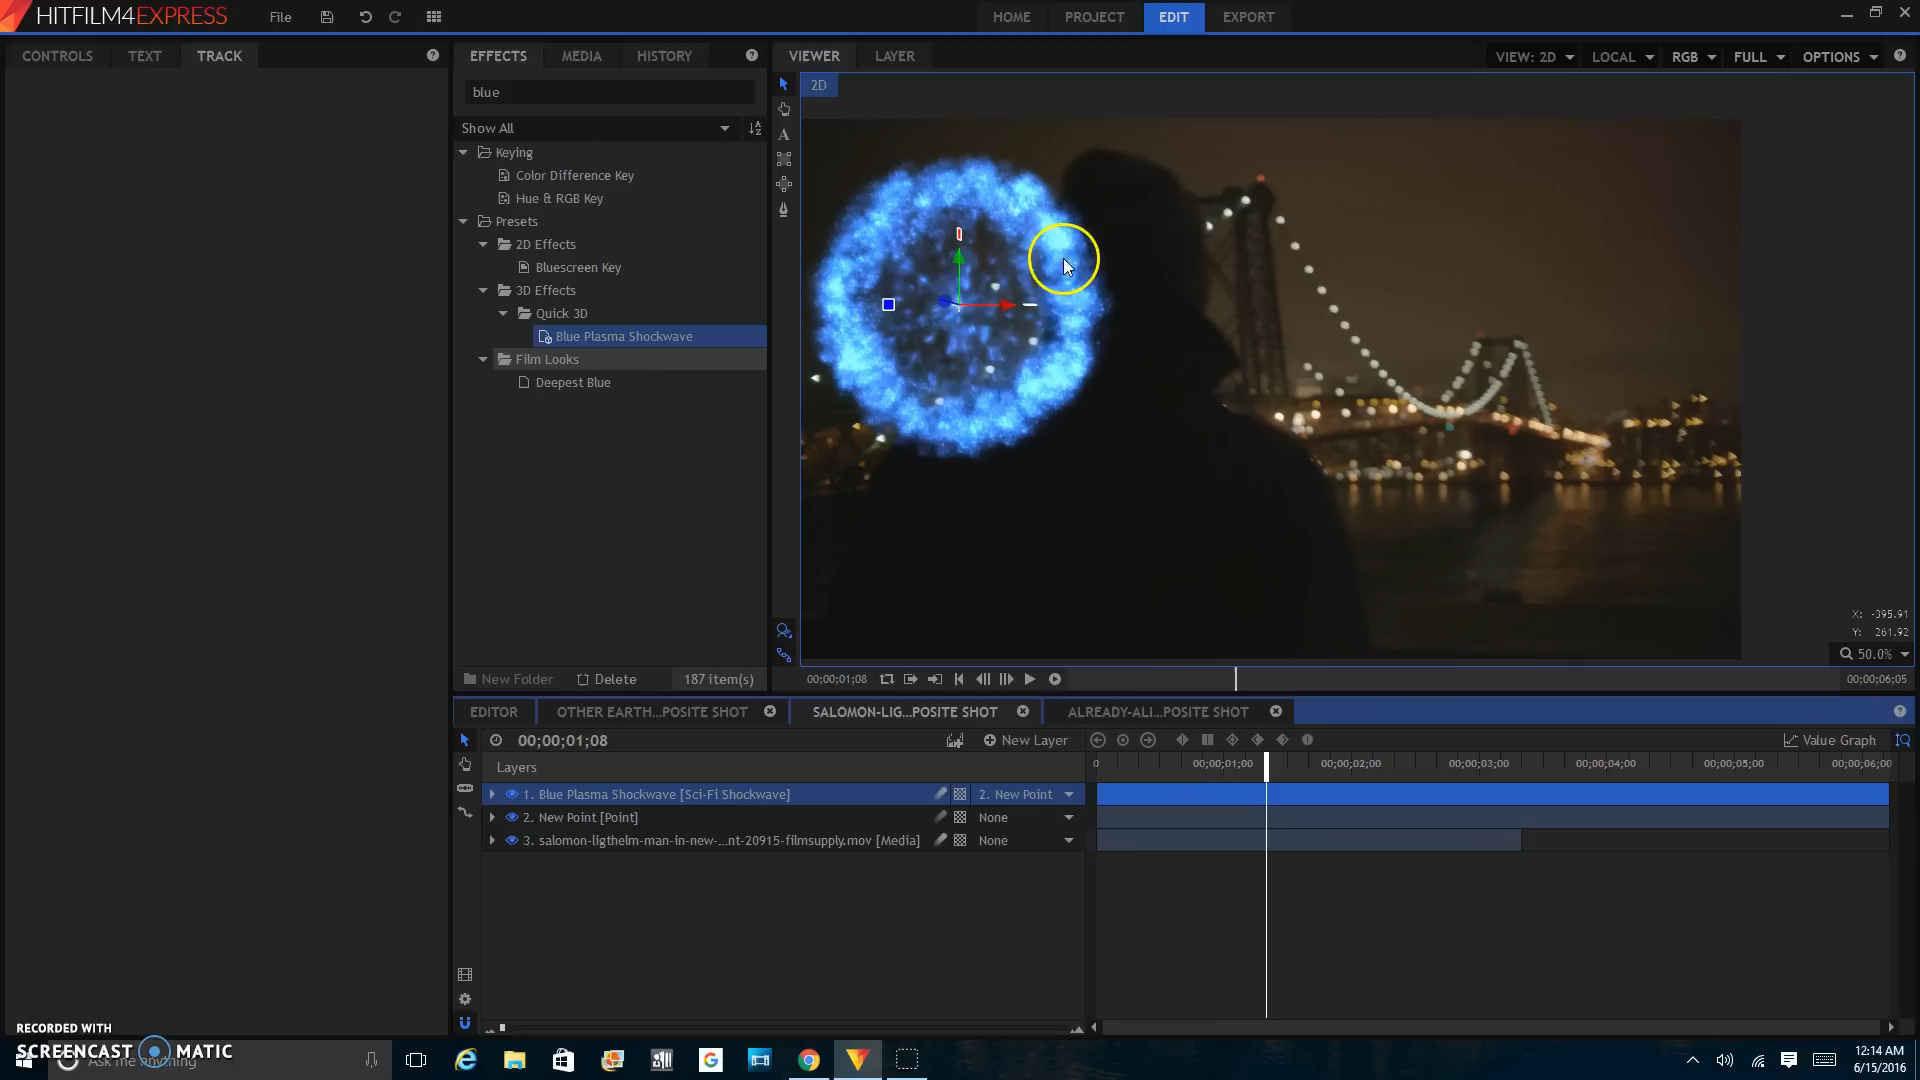 HITFILM4EXPRESS
File
HOME
PROJECT
EDIT
EXPORT
CONTROLS
TEXT
TRACK
EFFECTS
MEDIA
HISTORY
VIEWER
LAYER
VIEW: 2D
LOCAL
RGB
FULL
OPTIONS
blue
2D
Show All
Keying
Color Difference Key
Hue & RGB Key
Presets
2D Effects
Bluescreen Key
3D Effects
Quick 3D
Blue Plasma Shockwave
Film Looks
Deepest Blue
X: -395.91
Y: 261.92
50.0%
New Folder
Delete
187 item(s)
00;00;01;08
00;00;06;05
EDITOR
OTHER EARTH...POSITE SHOT
SALOMON-LIG...POSITE SHOT
ALREADY-ALI...POSITE SHOT
00;00;01;08
New Layer
Value Graph
Layers
0
00;00;01;00
00;00;02;00
00;00;03;00
00;00;04;00
00;00;05;00
00;00;06;00
1. Blue Plasma Shockwave [Sci-Fi Shockwave]
2. New Point
2. New Point [Point]
None
3. salomon-ligthelm-man-in-new-...nt-20915-filmsupply.mov [Media]
None
RECORDED WITH
SCREENCAST MATIC
Ask me anything
12:14 AM
6/15/2016